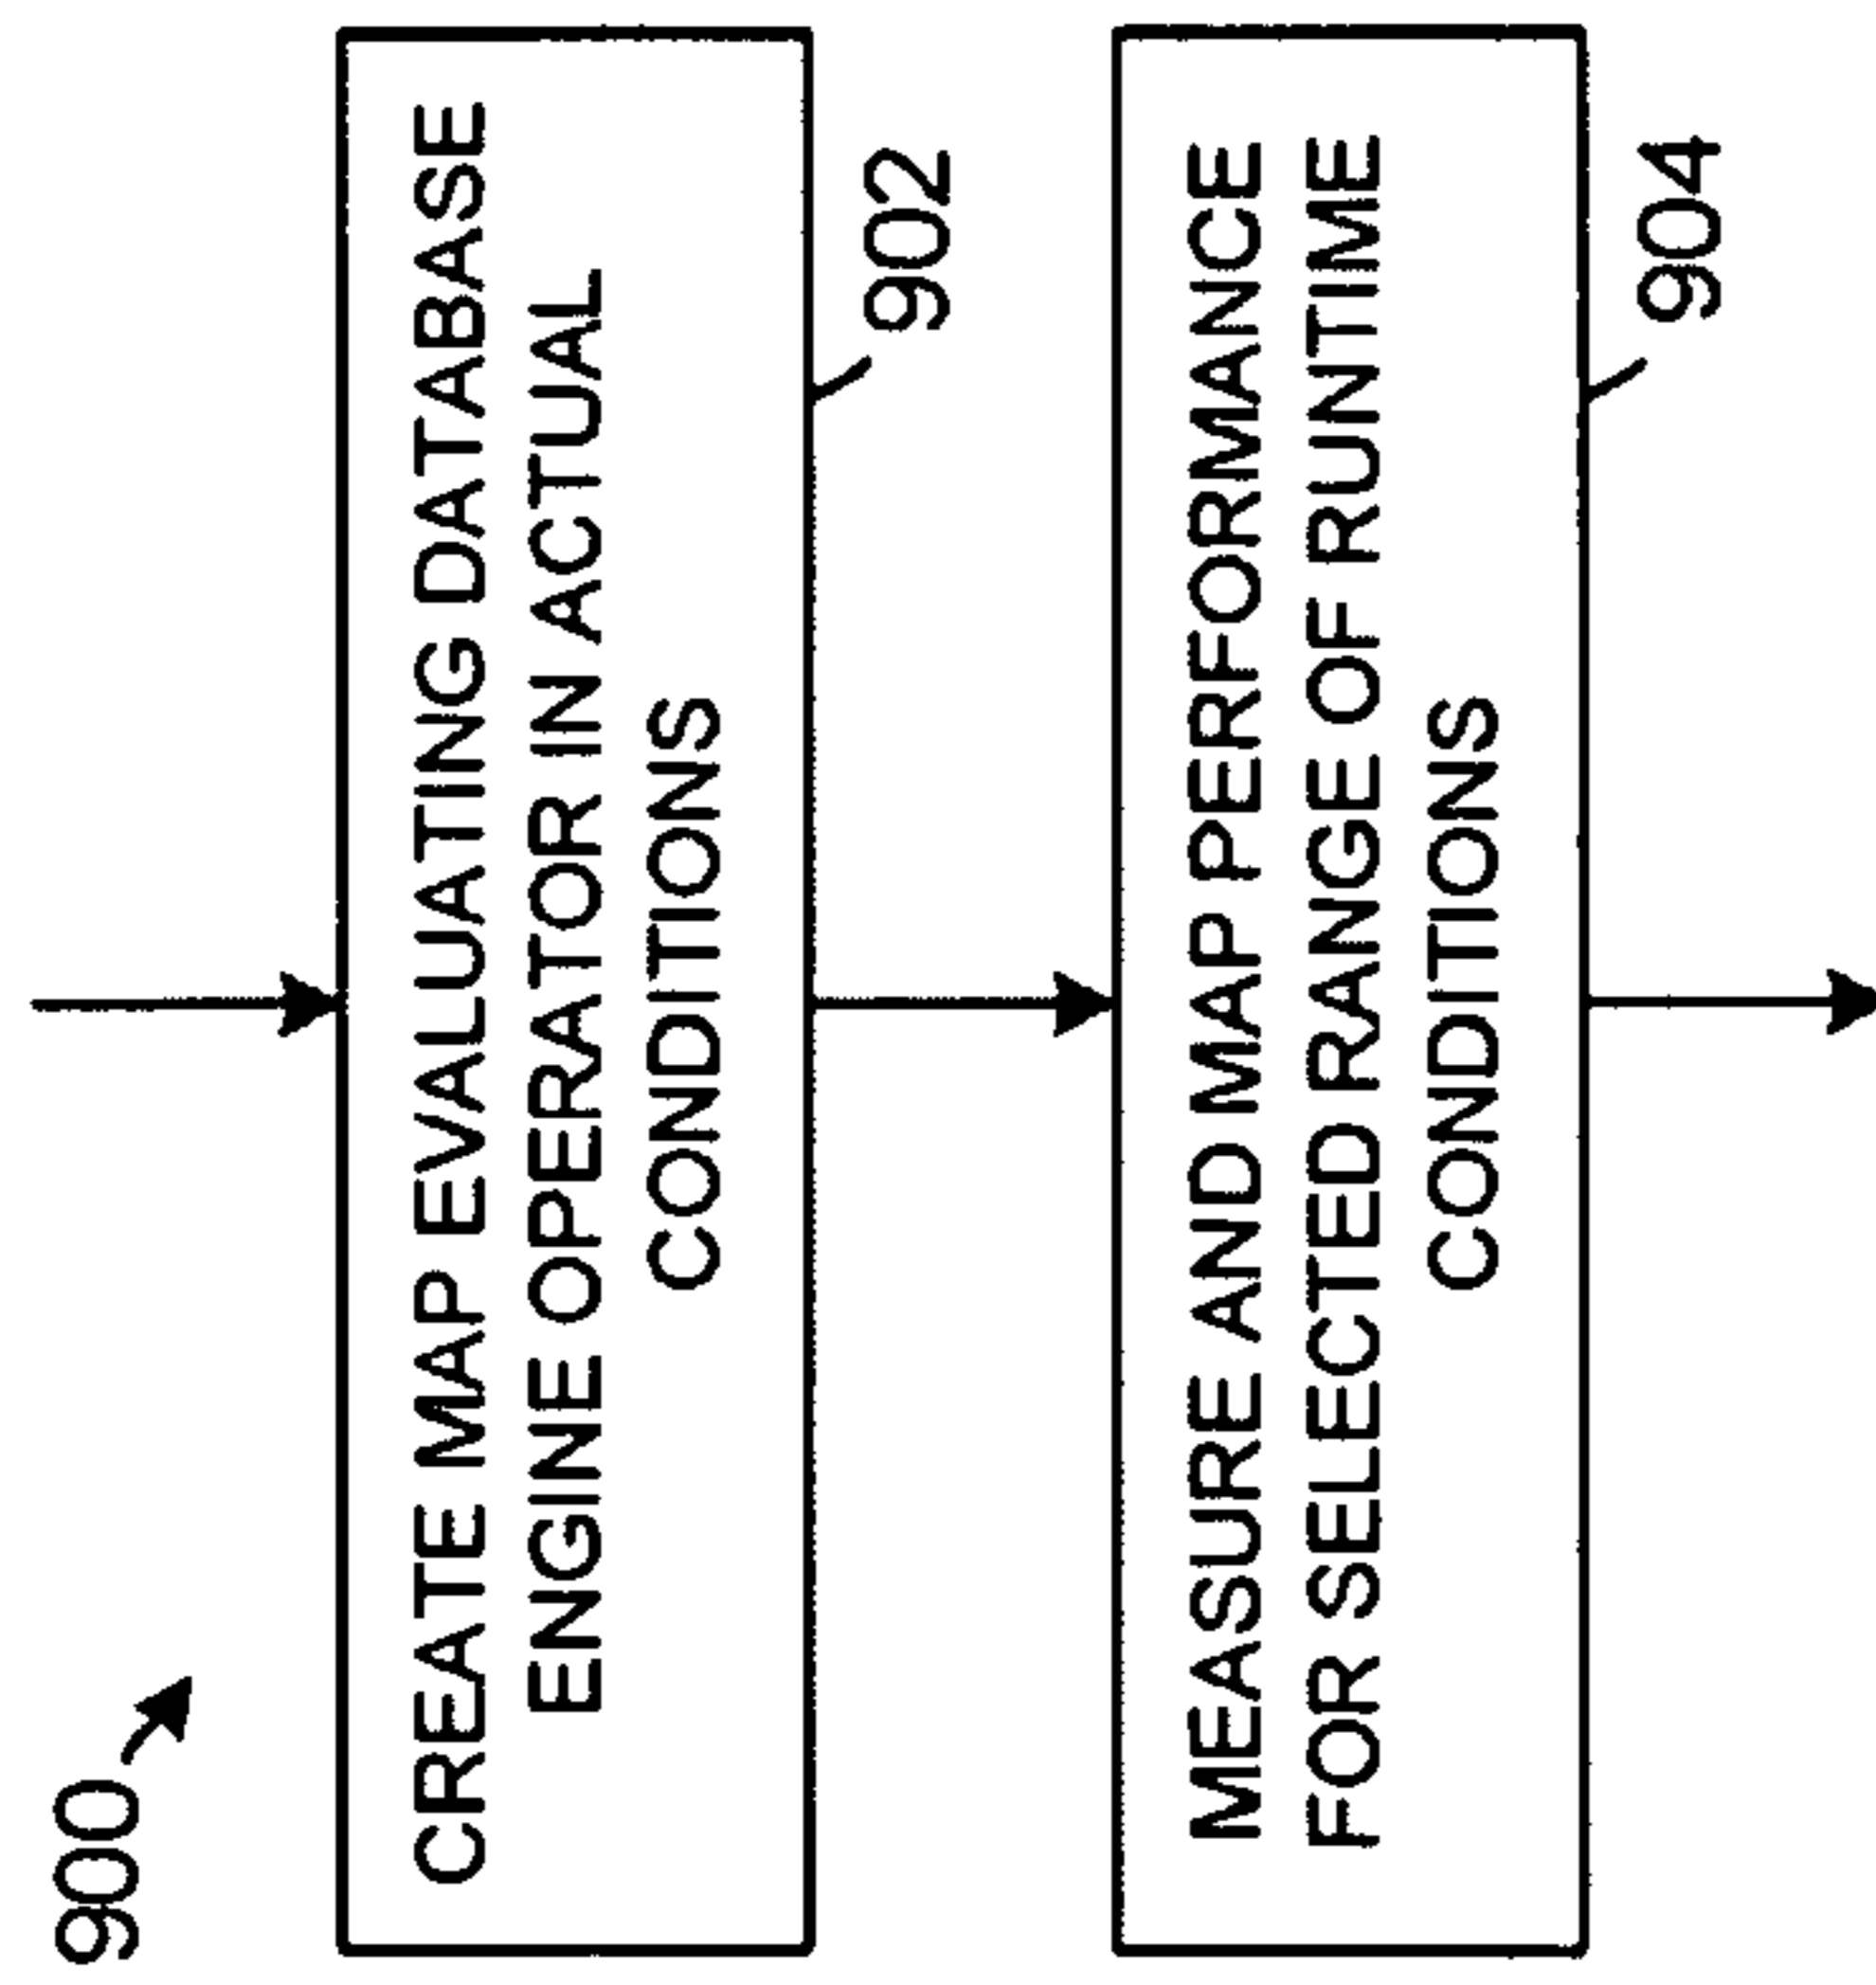 900
CREATE MAP EVALUATING DATABASE
ENGINE OPERATOR IN ACTUAL
CONDITIONS
902
MEASURE AND MAP PERFORMANCE
FOR SELECTED RANGE OF RUNTIME
CONDITIONS
904